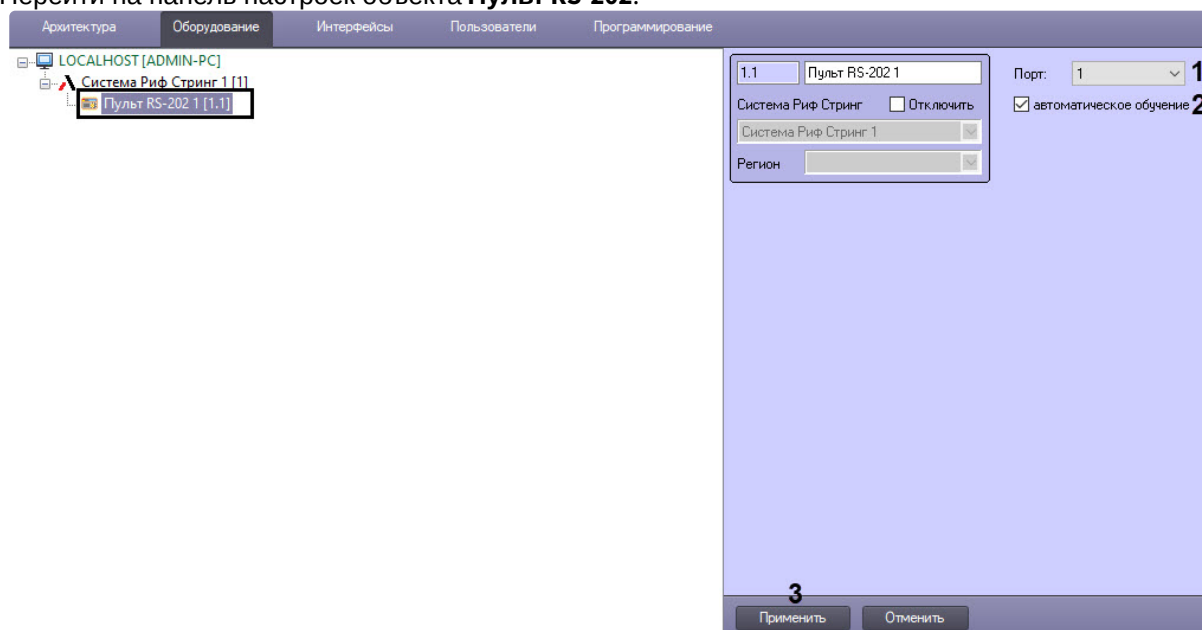 Перейти на панель настроек объекта Пульт RS-202.
Архитектура Оборудование Интерфейсы Пользователи Программирование
LOCALHOST [ADMIN-PC]
Система Риф Стринг 1 [1]
Пульт RS-202 1 [1.1]
1.1 Пульт RS-202 1
Порт: 1 1
Система Риф Стринг Отключить
автоматическое обучение 2
Система Риф Стринг 1
Регион
3
Применить Отменить